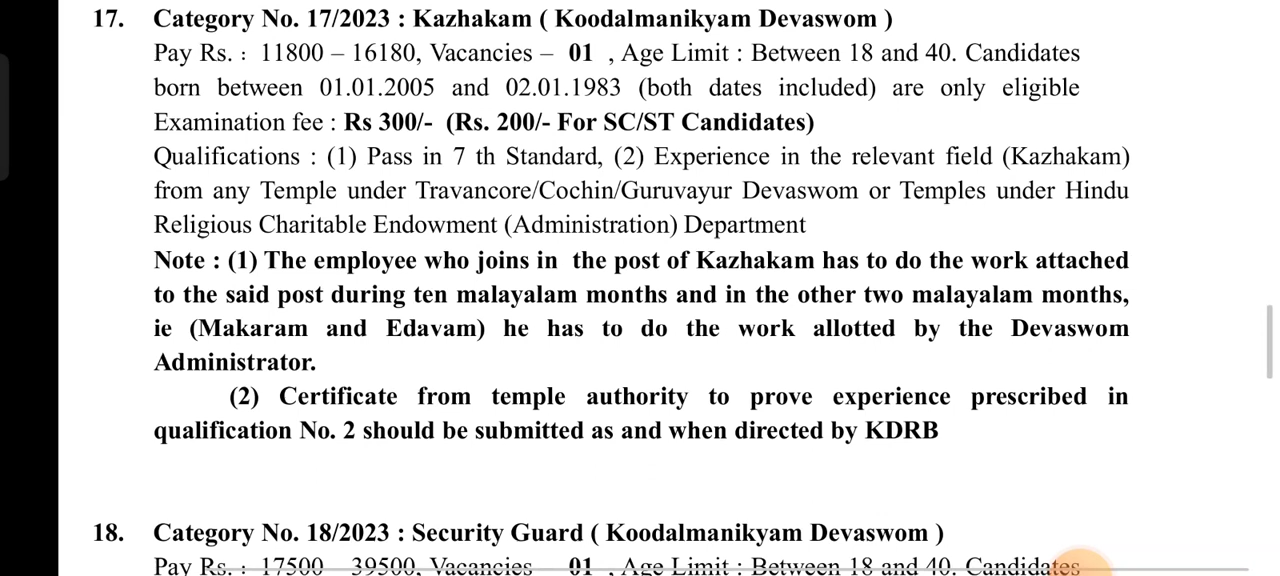 17. Category No. 17/2023 : Kazhakam ( Koodalmanikyam Devaswom )
Pay Rs. : 11800 – 16180, Vacancies – 01 , Age Limit : Between 18 and 40. Candidates
born between 01.01.2005 and 02.01.1983 (both dates included) are only eligible
Examination fee : Rs 300/- (Rs. 200/- For SC/ST Candidates)
Qualifications : (1) Pass in 7 th Standard, (2) Experience in the relevant field (Kazhakam)
from any Temple under Travancore/Cochin/Guruvayur Devaswom or Temples under Hindu
Religious Charitable Endowment (Administration) Department
Note : (1) The employee who joins in the post of Kazhakam has to do the work attached
to the said post during ten malayalam months and in the other two malayalam months,
ie (Makaram and Edavam) he has to do the work allotted by the Devaswom
Administrator.
(2) Certificate from temple authority to prove experience prescribed in
qualification No. 2 should be submitted as and when directed by KDRB
18. Category No. 18/2023 : Security Guard ( Koodalmanikyam Devaswom )
Pay Rs. : 17500 39500, Vacancies 01 , Age Limit : Between 18 and 40. Candidates